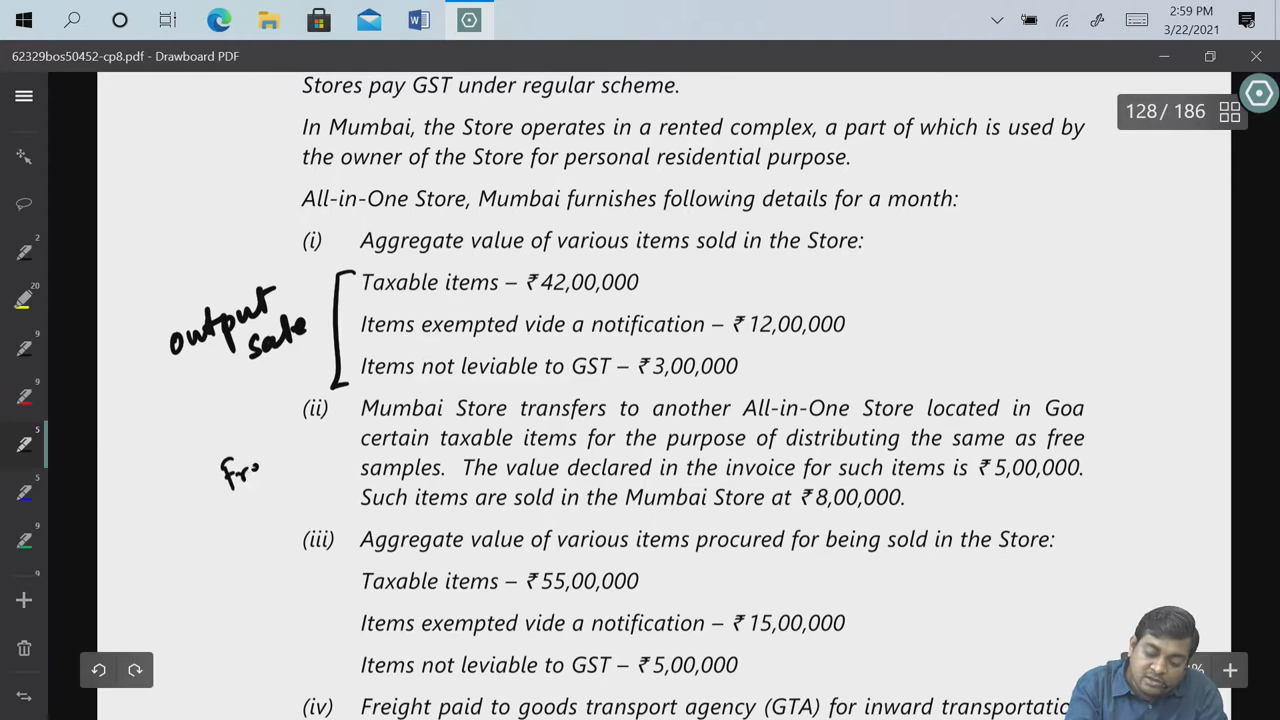 2:59 PM
3/22/2021
62329bos50452-cp8.pdf - Drawboard PDF
Stores pay GST under regular scheme.
128 / 186
In Mumbai, the Store operates in a rented complex, a part of which is used by
the owner of the Store for personal residential purpose.
All-in-One Store, Mumbai furnishes following details for a month:
(i) Aggregate value of various items sold in the Store:
Taxable items – ₹42,00,000
output
sale
Items exempted vide a notification – ₹12,00,000
Items not leviable to GST – ₹3,00,000
(ii) Mumbai Store transfers to another All-in-One Store located in Goa
certain taxable items for the purpose of distributing the same as free
samples. The value declared in the invoice for such items is ₹5,00,000.
Such items are sold in the Mumbai Store at ₹8,00,000.
(iii) Aggregate value of various items procured for being sold in the Store:
Taxable items – ₹55,00,000
Items exempted vide a notification – ₹15,00,000
Items not leviable to GST – ₹5,00,000
(iv) Freight paid to goods transport agency (GTA) for inward